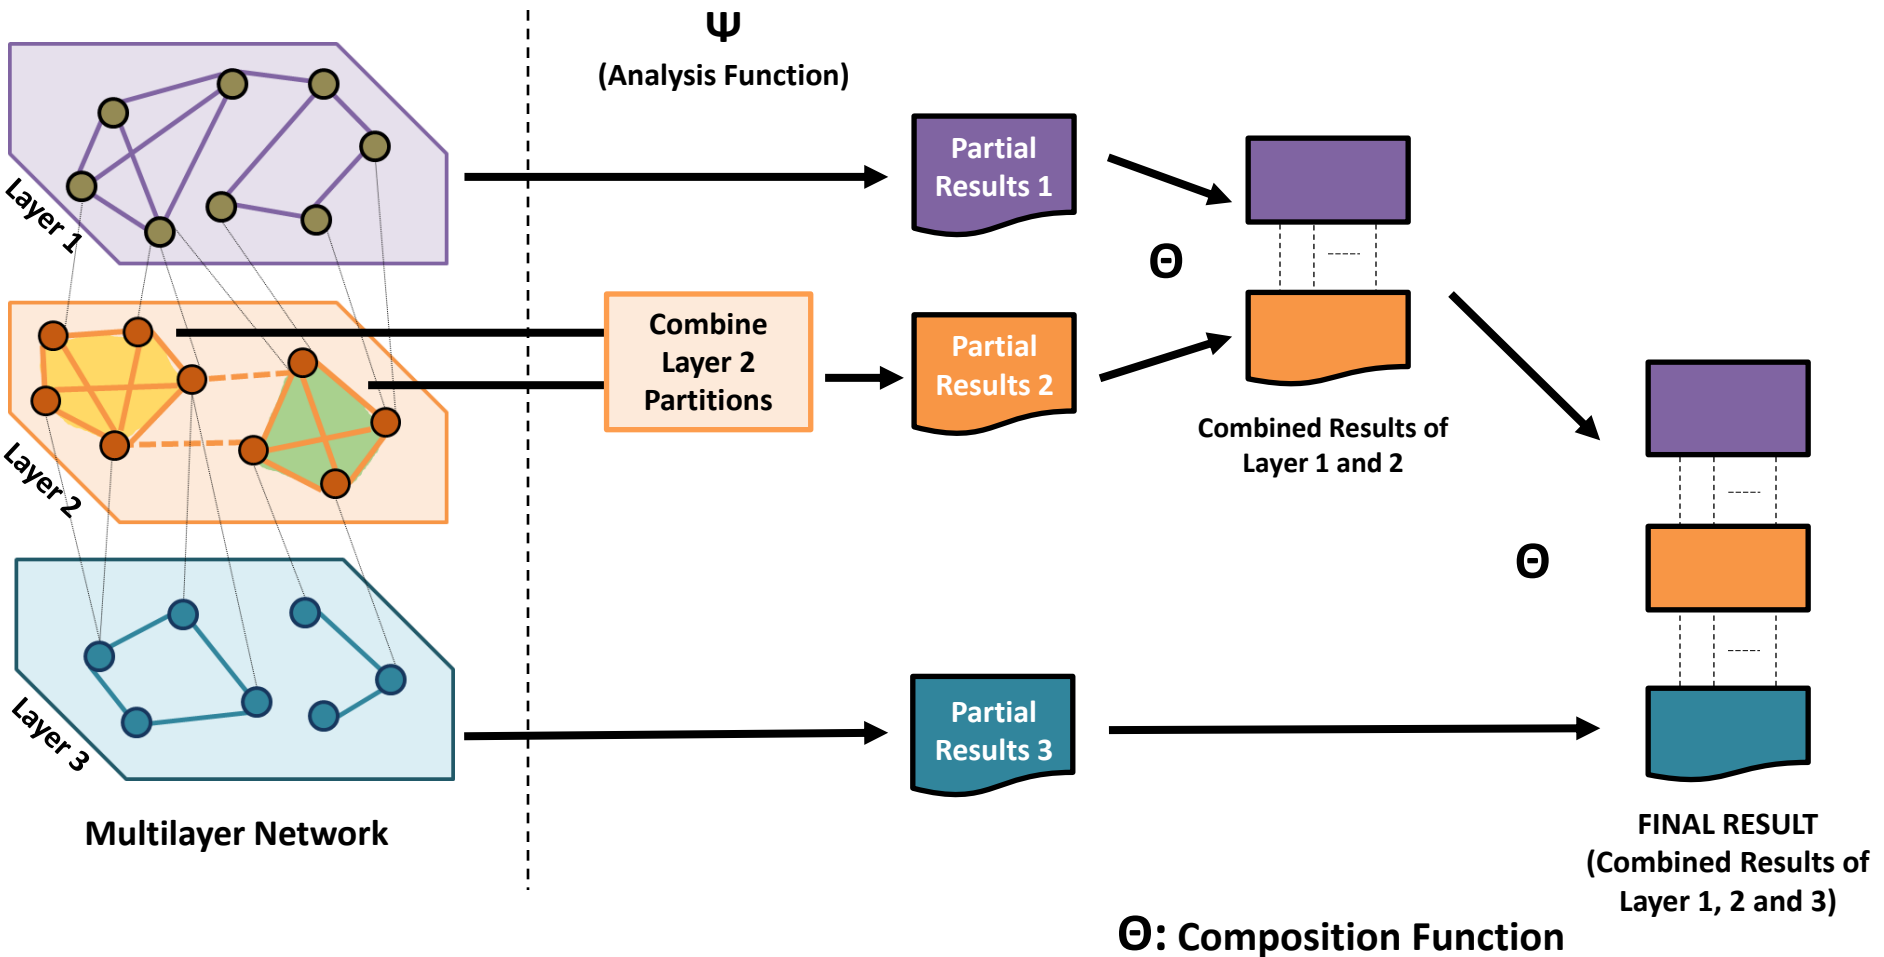 Ψ
(Analysis Function)
Layer 1
Partial
Results 1
Θ
Layer 2
Combine
Layer 2
Partitions
Partial
Results 2
Combined Results of
Layer 1 and 2
Θ
Layer 3
Partial
Results 3
Multilayer Network
FINAL RESULT
(Combined Results of
Layer 1, 2 and 3)
Θ: Composition Function